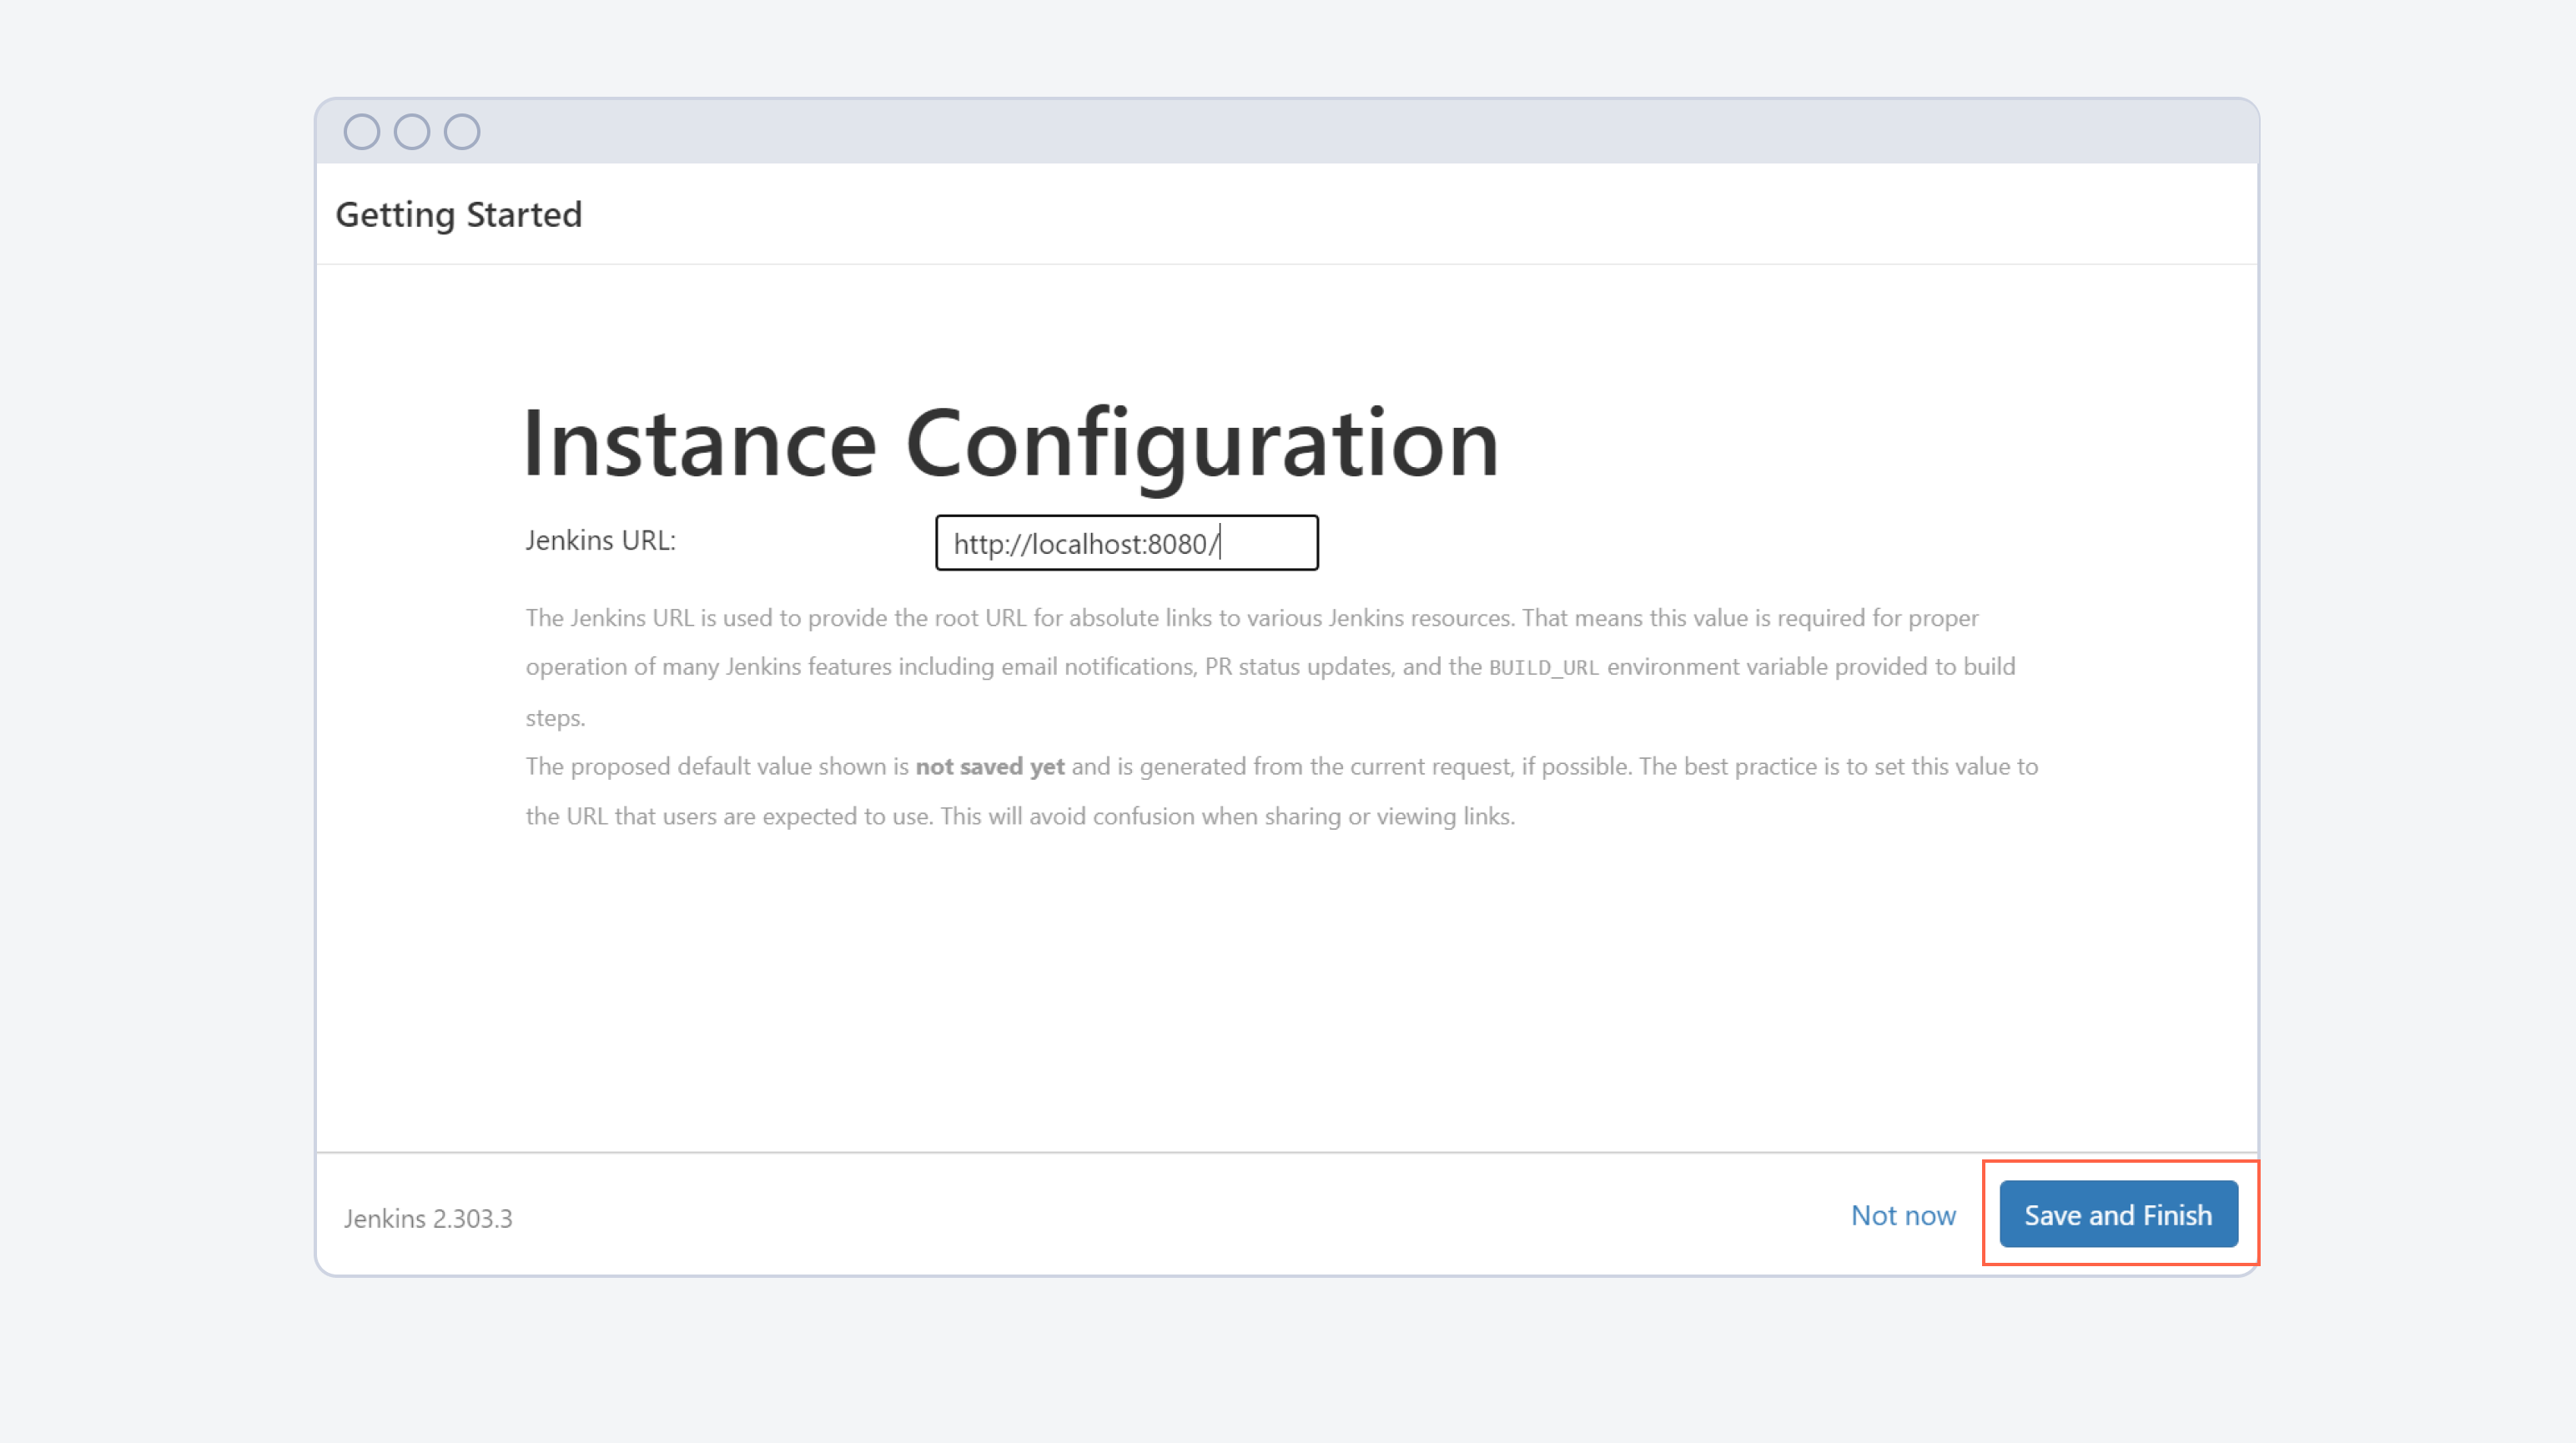 Getting Started
Instance Configuration
Jenkins URL:
http://localhost:8080/
The Jenkins URL is used to provide the root URL for absolute links to various Jenkins resources. That means this value is required for proper
operation of many Jenkins features including email notifications, PR status updates, and the BUILD_URL environment variable provided to build
steps.
The proposed default value shown is not saved yet and is generated from the current request, if possible. The best practice is to set this value to
the URL that users are expected to use. This will avoid confusion when sharing or viewing links.
Jenkins 2.303.3
Not now
Save and Finish